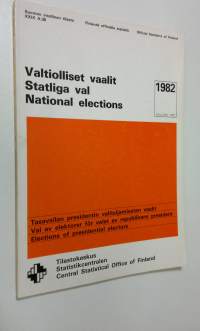 Suomen virallinen tilasto
XXIX A:38
Finlands officiella statistik
Official Statistics of Finland
Valtiolliset vaalit
Statliga val
National elections
1982
Tasavallan presidentin valitsijamiesten vaalit
Val av elektorer för valet av republikens president
Elections of presidential electors
Tilastokeskus
Statistikcentralen
Central Statistical Office of Finland